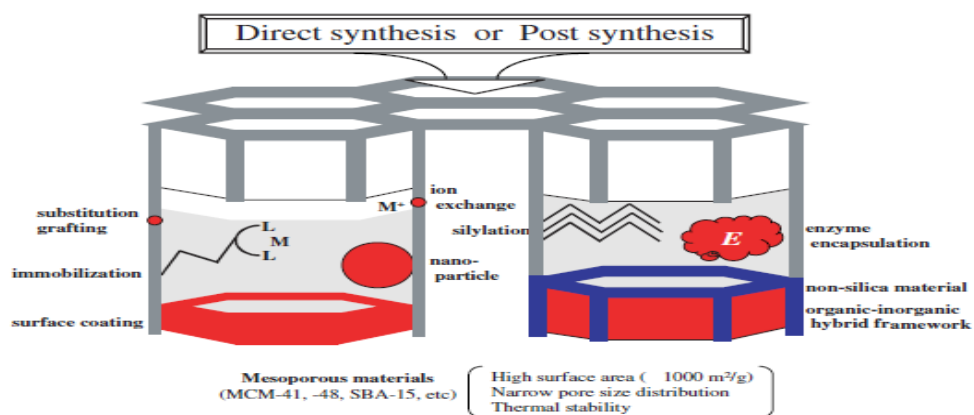 Direct synthesis or Post synthesis
substitution
grafting
immobilization
surface coating
L
M
L
M+
ion
exchange
nano-
particle
silylation
E
enzyme
encapsulation
non-silica material
organic-inorganic
hybrid framework
Mesoporous materials
(MCM-41, -48, SBA-15, etc)
High surface area ( 1000 m²/g)
Narrow pore size distribution
Thermal stability